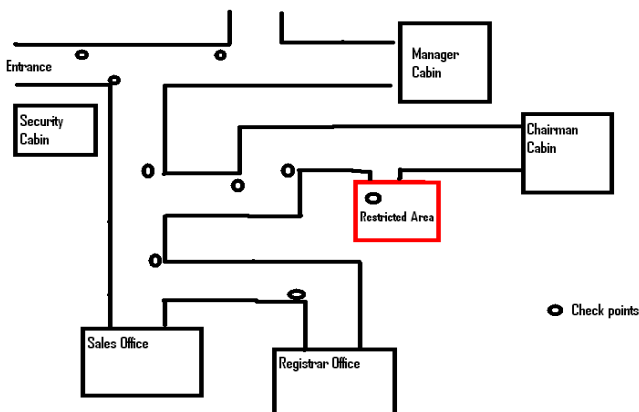 Manager
Cabin
Entrance
Security
Cabin
Chairman
Cabin
Restricted Area
Check points
Sales Office
Registrar Office